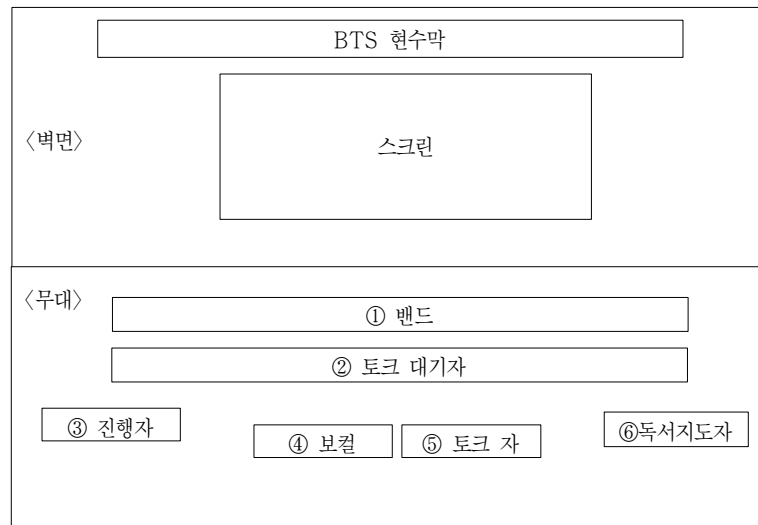 BTS 현수막
〈벽면〉
스크린
〈무대〉
① 밴드
② 토크 대기자
③ 진행자
④ 보컬
⑤ 토크 자
⑥독서지도자